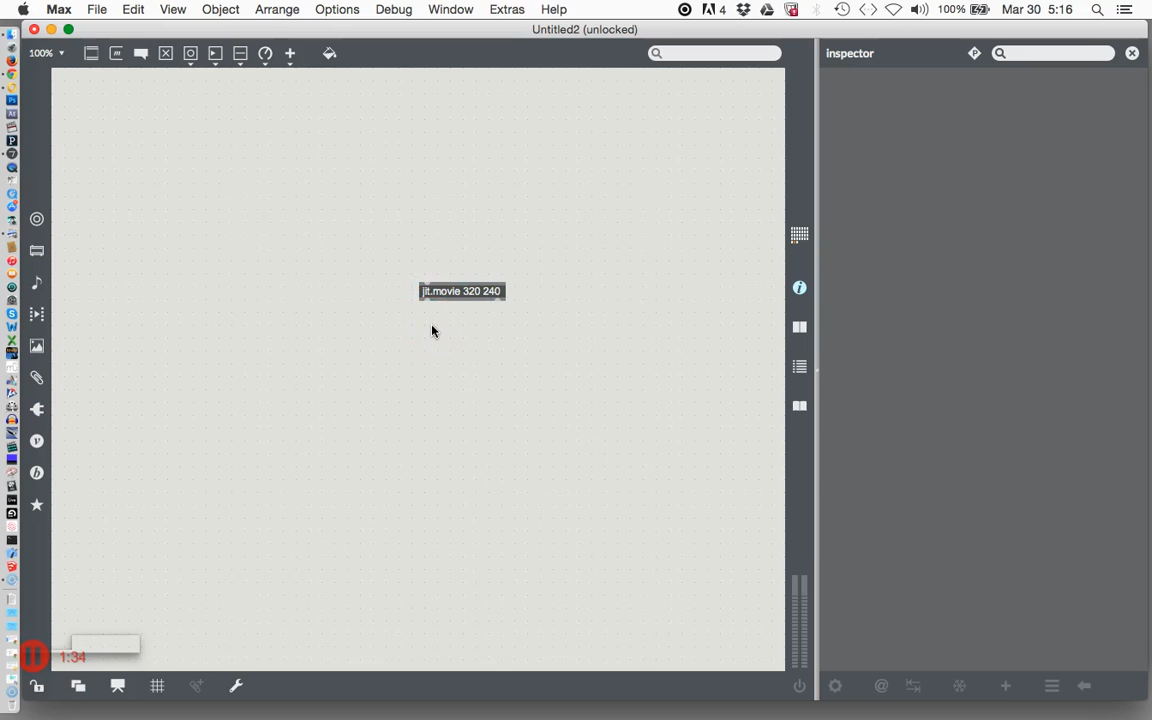 Max File Edit View Object Arrange Options Debug Window Extras Help 4 100% Mar 30 5:16
Untitled2 (unlocked)
100% inspector
jit.movie 320 240
1:34